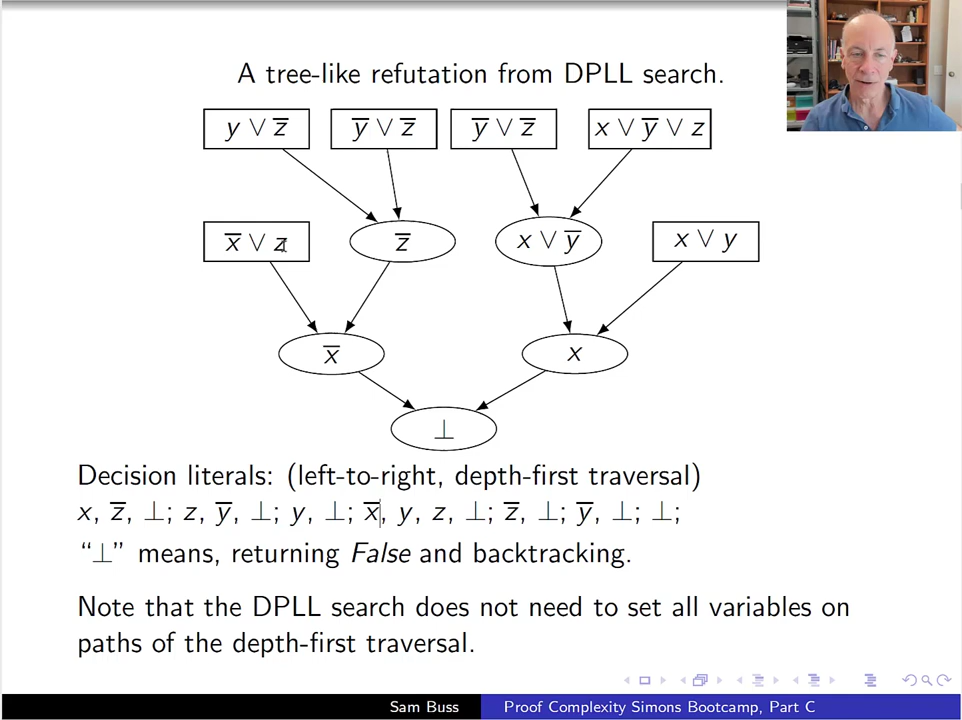 A tree-like refutation from DPLL search.
y ∨ z̅ y̅ ∨ z̅ y̅ ∨ z̅ x ∨ y̅ ∨ z
x̅ ∨ z z̅ x ∨ y̅ x ∨ y
x̅ x
⊥
Decision literals: (left-to-right, depth-first traversal)
x, z̅, ⊥; z, y̅, ⊥; y, ⊥; x̅, y, z, ⊥; z̅, ⊥; y̅, ⊥; ⊥;
“⊥” means, returning False and backtracking.
Note that the DPLL search does not need to set all variables on
paths of the depth-first traversal.
Sam Buss Proof Complexity Simons Bootcamp, Part C